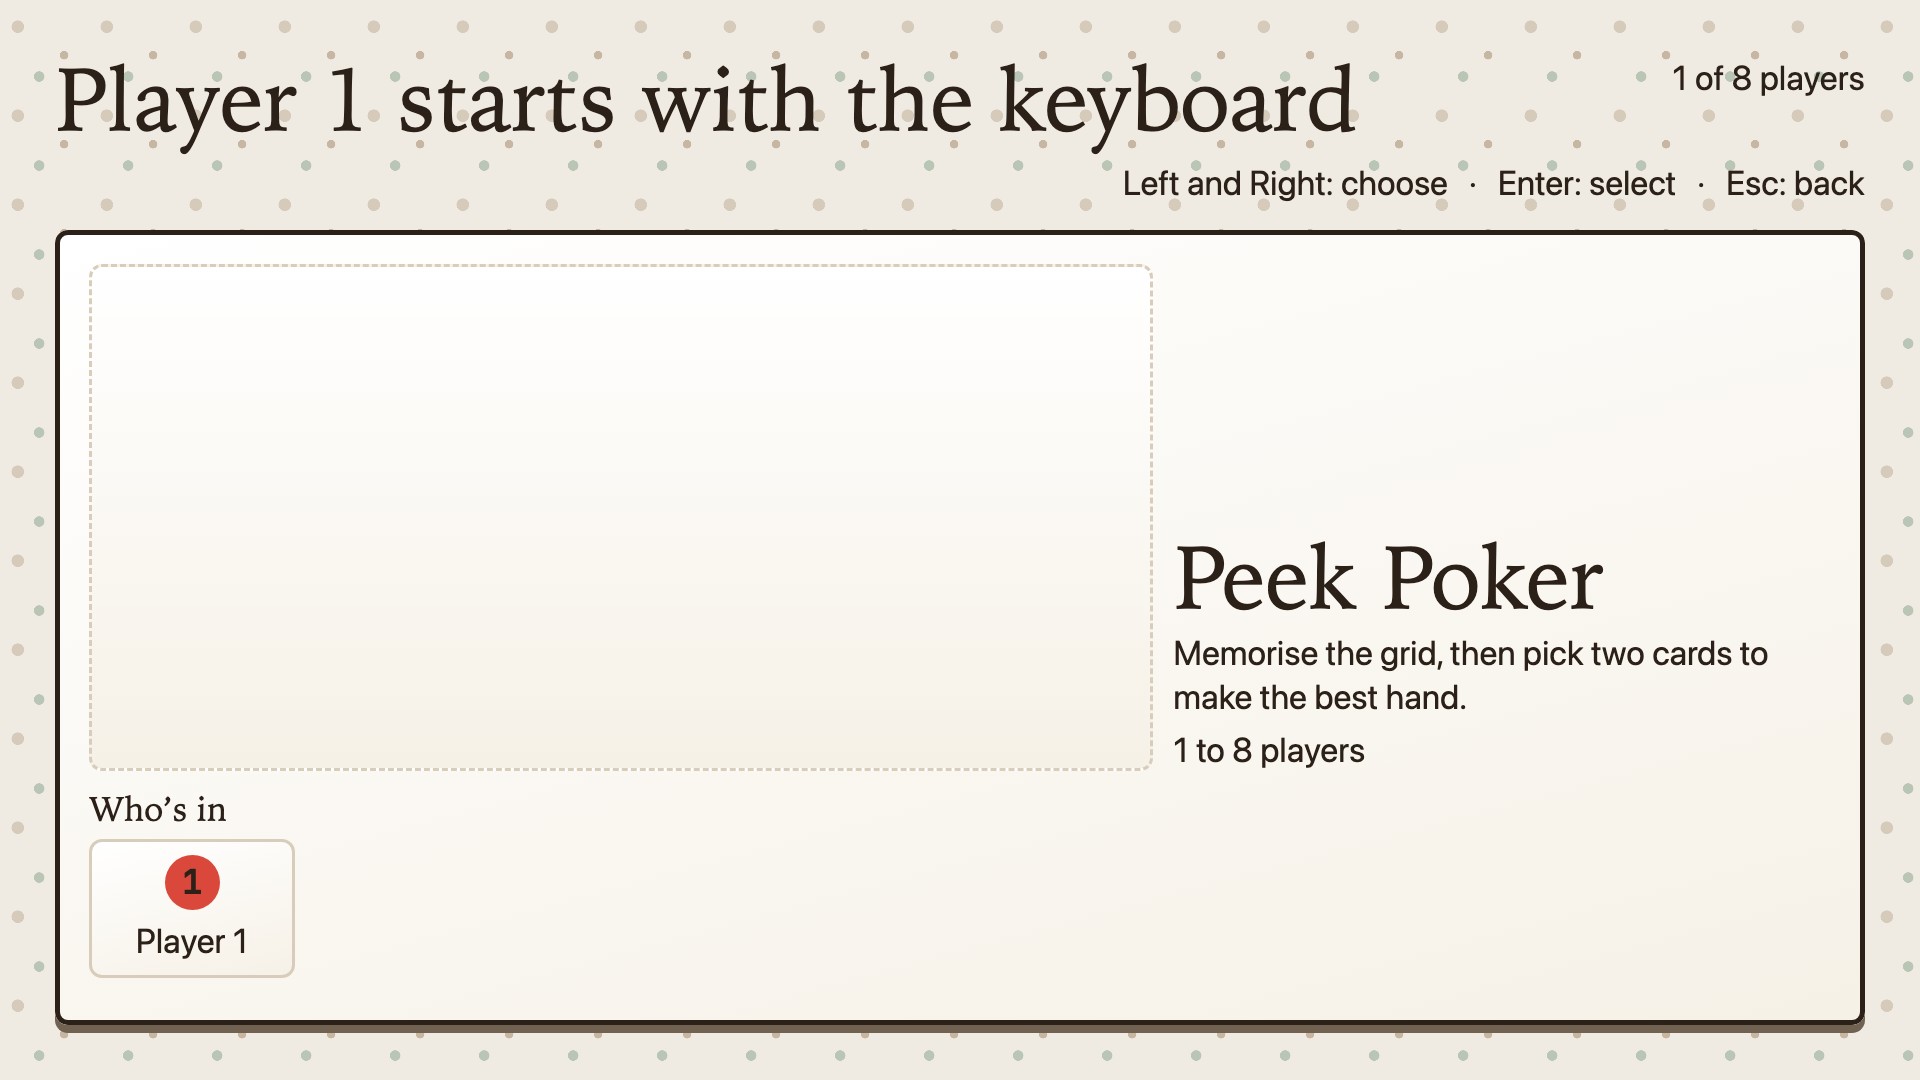 Player 1 starts with the keyboard
1 of 8 players
Left and Right: choose · Enter: select · Esc: back
Peek Poker
Memorise the grid, then pick two cards to
make the best hand.
1 to 8 players
Who’s in
1
Player 1